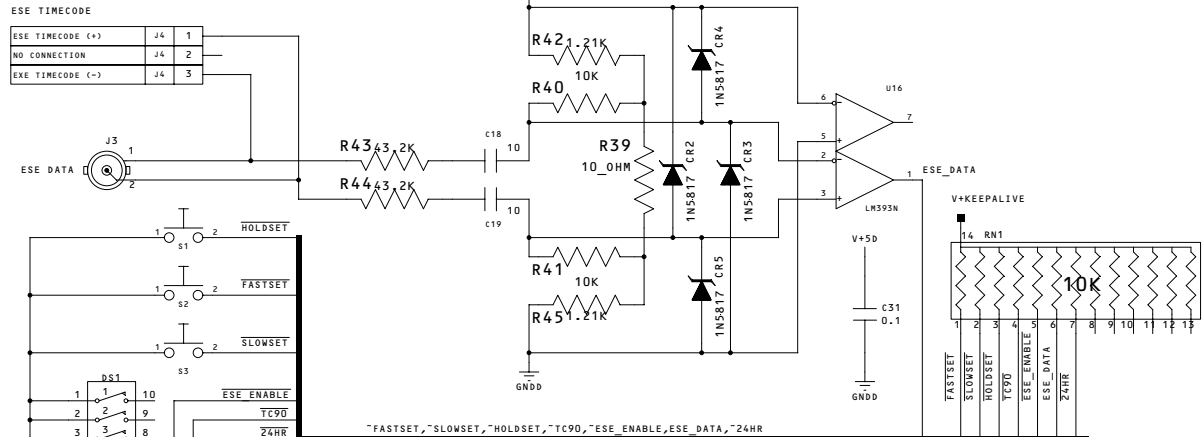 ESE TIMECODE
ESE TIMECODE (+) J4 1
NO CONNECTION J4 2
EXE TIMECODE (-) J4 3
J3
1
ESE DATA
2
R43 43.2K
R44 43.2K
C18
10
C19
10
R42 1.21K
10K
R40
R39
10_OHM
R41
10K
R45 1.21K
GNDD
CR4
1N5817
CR2
1N5817
CR3
1N5817
CR5
1N5817
U16
6
7
5
2
1
3
LM393N
ESE_DATA
V+5D
C31
0.1
GNDD
V+KEEPALIVE
14 RN1
10K
1 2 3 4 5 6 7 8 9 10 11 12 13
FASTSET
SLOWSET
HOLDSET
TC90
ESE_ENABLE
ESE_DATA
24HR
1 2 HOLDSET
S1
1 2 FASTSET
S2
1 2 SLOWSET
S3
DS1
1 1 10
2 2 9
3 3 8
ESE_ENABLE
TC90
24HR
~FASTSET,~SLOWSET,~HOLDSET,~TC90,~ESE_ENABLE,ESE_DATA,~24HR